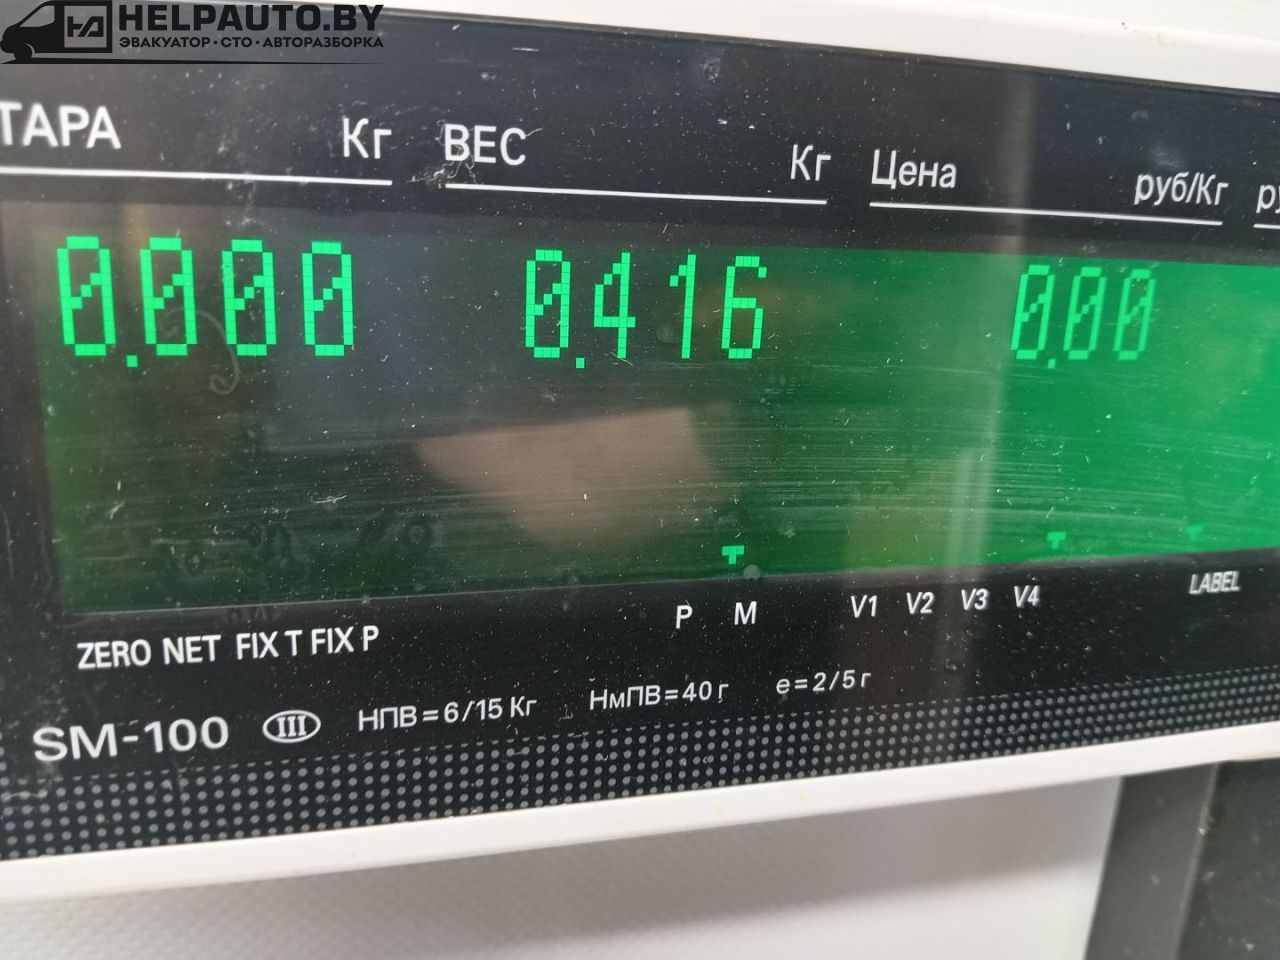 HELPAUTO.BY
ЭВАКУАТОР·СТО·АВТОРАЗБОРКА
ТАРА Кг ВЕС Кг Цена руб/Кг
0.000 0.416 0.00
P M V1 V2 V3 V4 LABEL
ZERO NET FIX T FIX P
SM-100 III НПВ=6/15 Кг НмПВ=40 г e=2/5 г